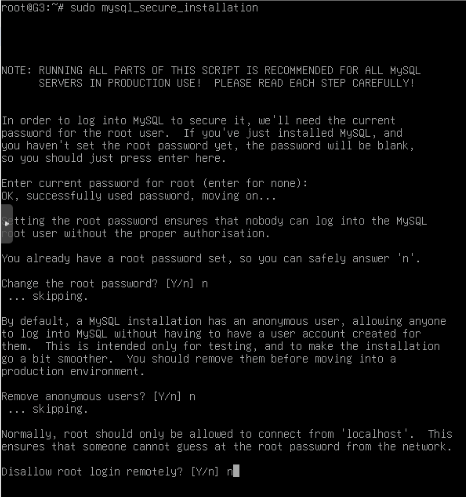 root@G3:~# sudo mysql_secure_installation
NOTE: RUNNING ALL PARTS OF THIS SCRIPT IS RECOMMENDED FOR ALL MySQL
SERVERS IN PRODUCTION USE!  PLEASE READ EACH STEP CAREFULLY!
In order to log into MySQL to secure it, we'll need the current
password for the root user.  If you've just installed MySQL, and
you haven't set the root password yet, the password will be blank,
so you should just press enter here.
Enter current password for root (enter for none):
OK, successfully used password, moving on...
tting the root password ensures that nobody can log into the MySQL
root user without the proper authorisation.
You already have a root password set, so you can safely answer 'n'.
Change the root password? [Y/n] n
... skipping.
By default, a MySQL installation has an anonymous user, allowing anyone
to log into MySQL without having to have a user account created for
them.  This is intended only for testing, and to make the installation
go a bit smoother.  You should remove them before moving into a
production environment.
Remove anonymous users? [Y/n] n
... skipping.
Normally, root should only be allowed to connect from 'localhost'.  This
ensures that someone cannot guess at the root password from the network.
Disallow root login remotely? [Y/n] n